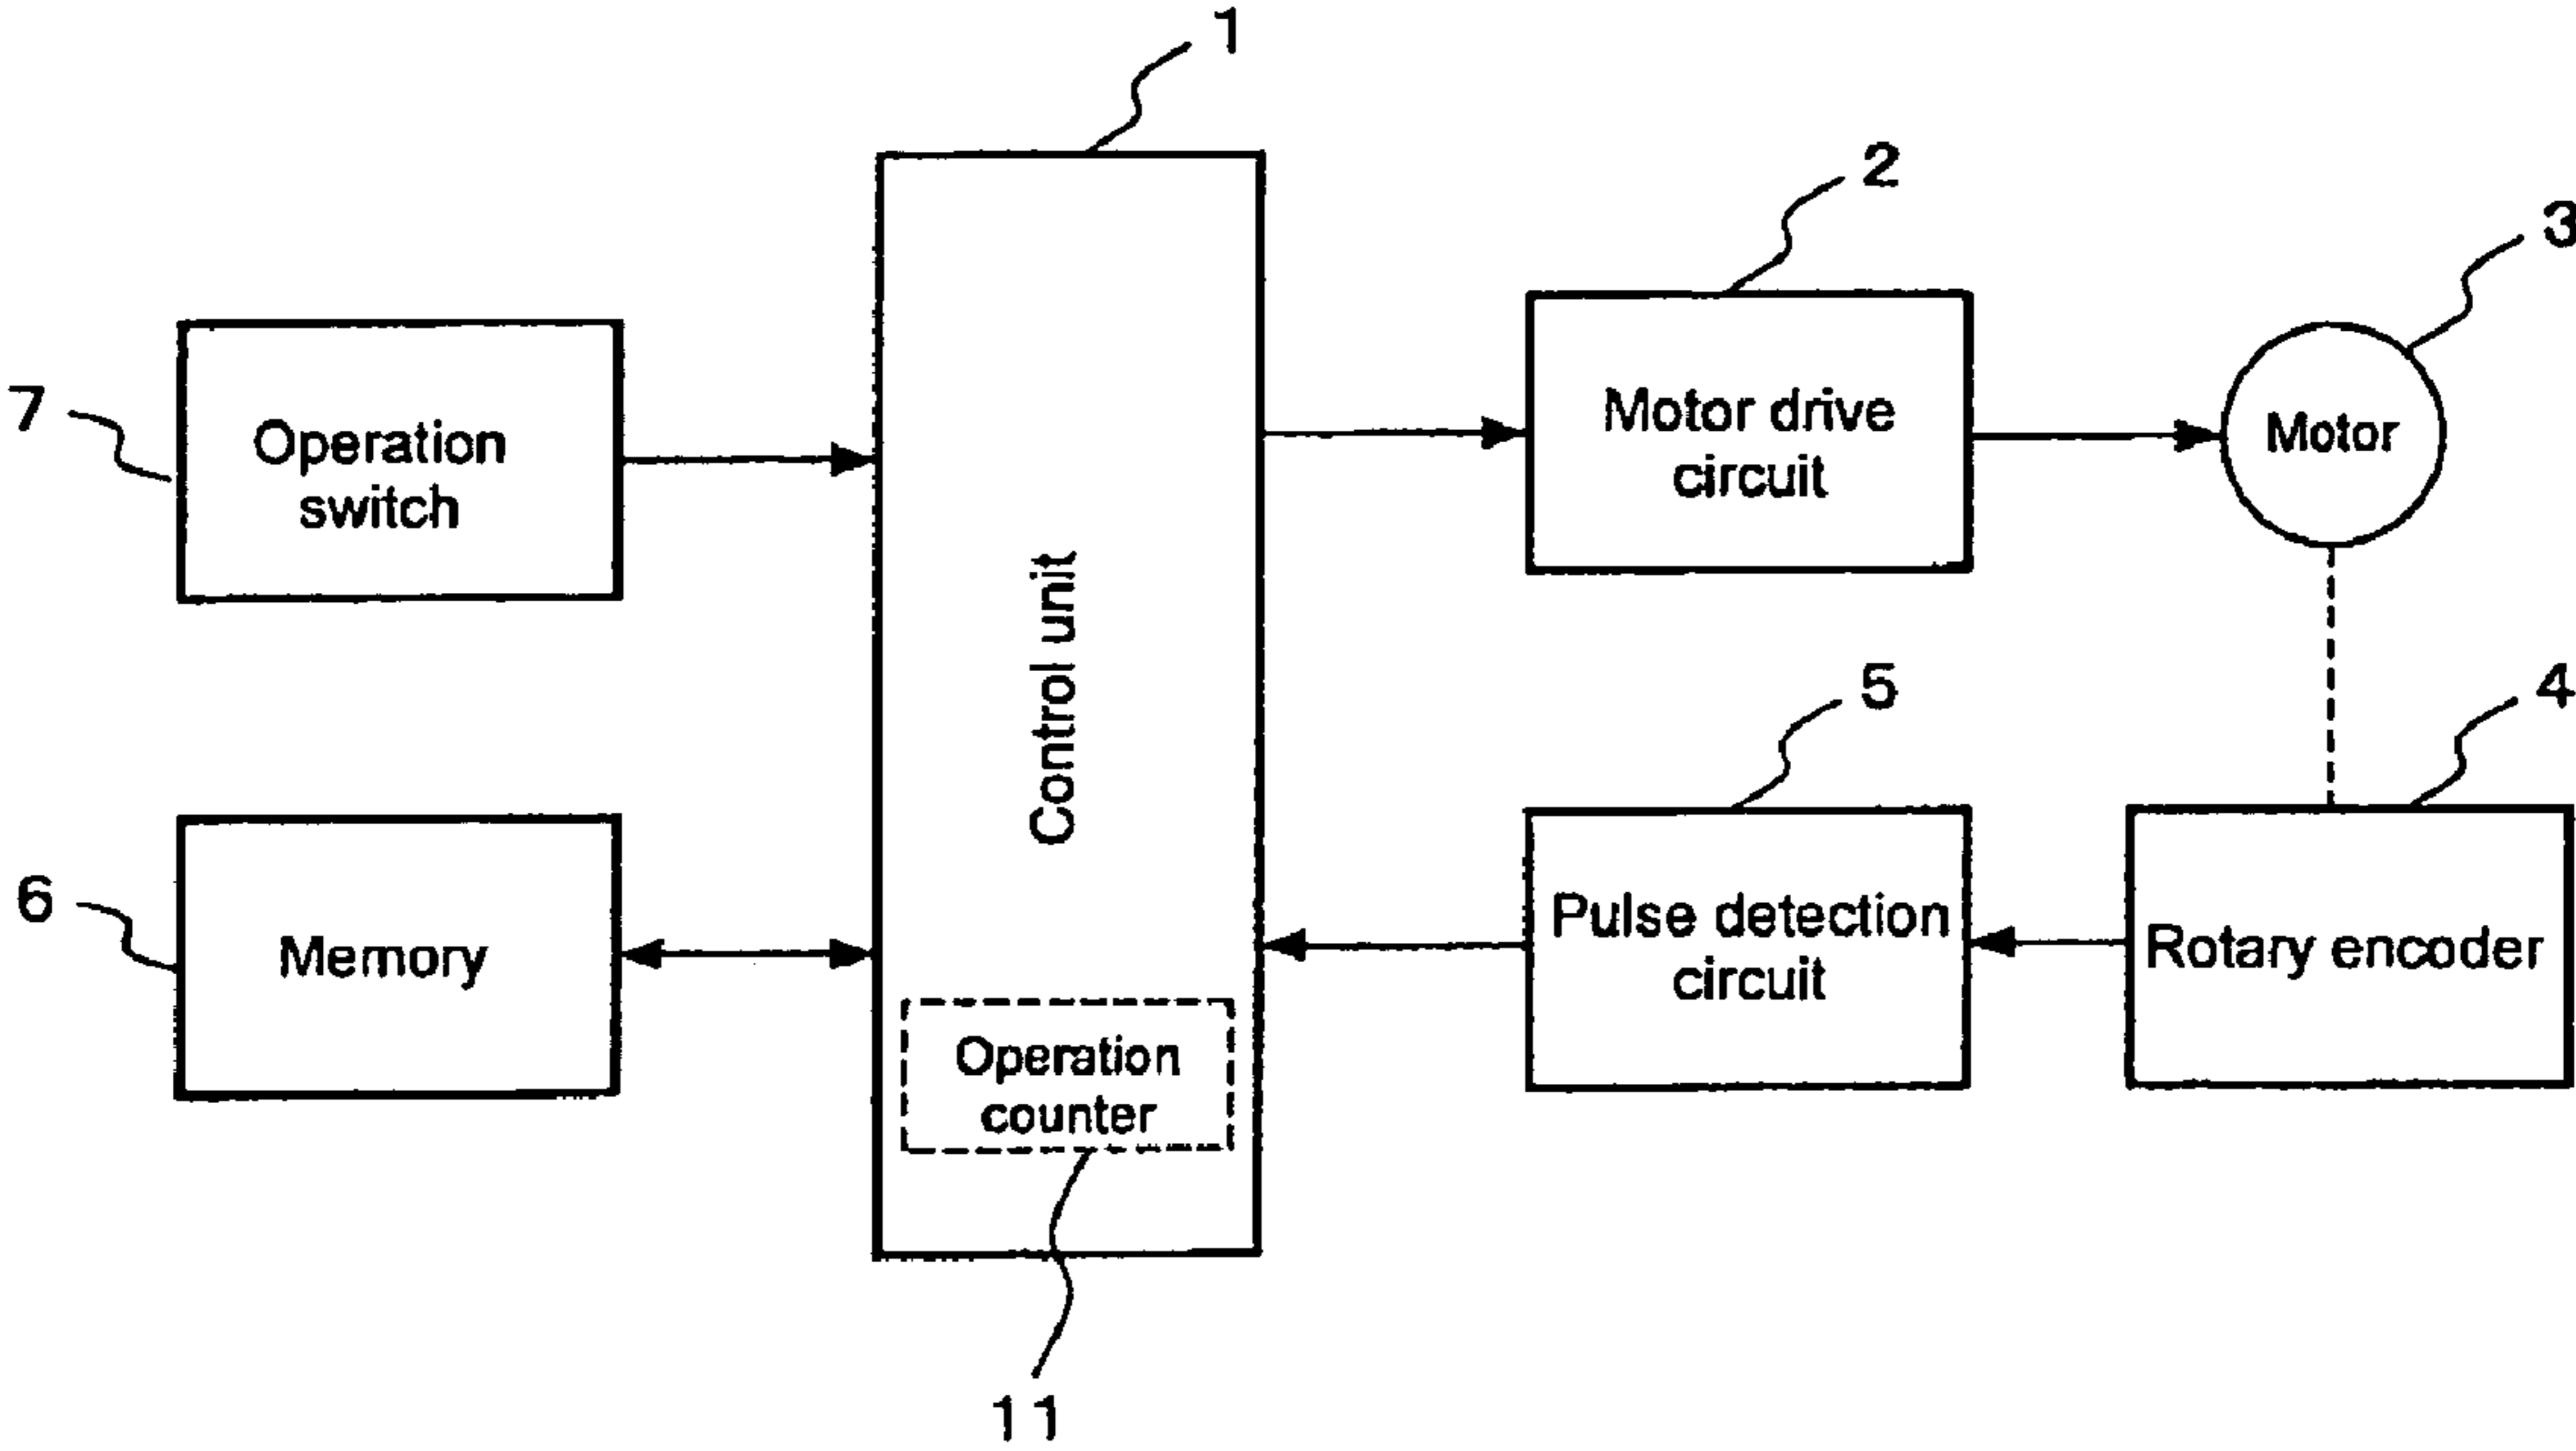 1
2
3
7
Operation
switch
Control unit
Motor drive
circuit
Motor
5
4
6
Memory
Pulse detection
circuit
Rotary encoder
Operation
counter
11